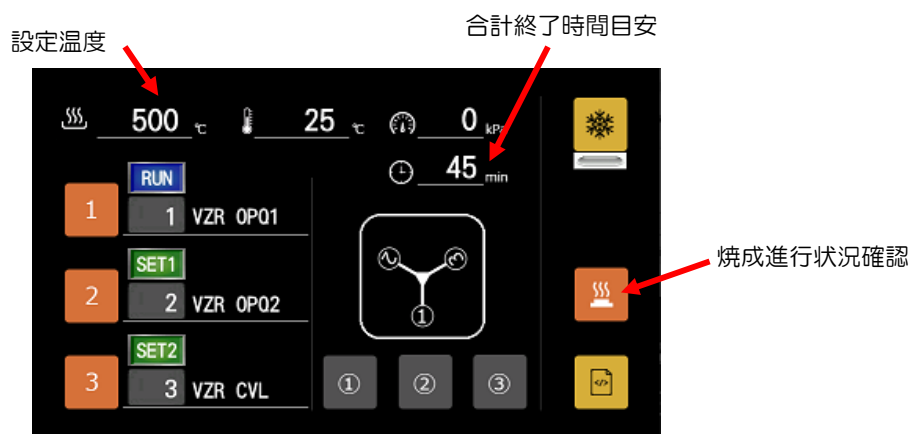 合計終了時間目安
設定温度
500 ℃ 25 ℃ 0 kPa
45 min
RUN
1 1 VZR OPQ1
SET1
2 2 VZR OPQ2
①
焼成進行状況確認
SET2
3 3 VZR CVL
① ② ③